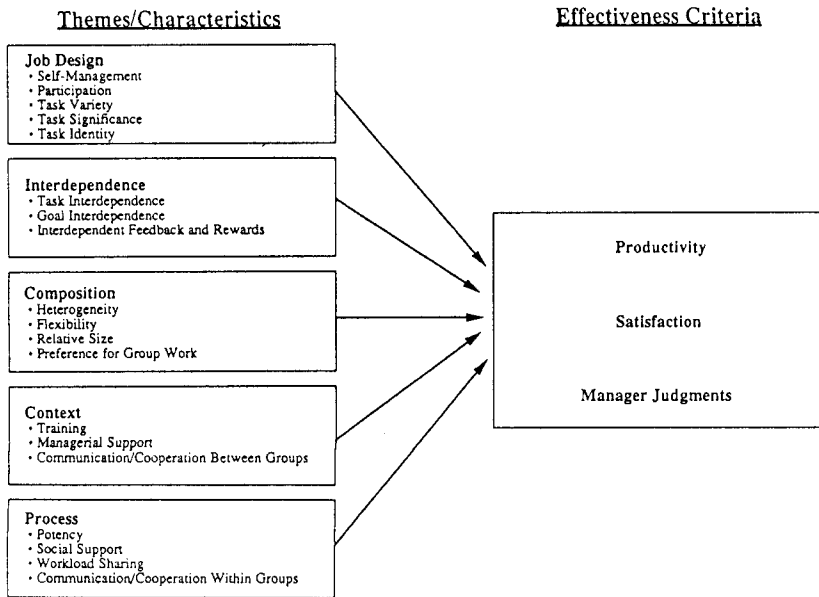 Themes/Characteristics
Effectiveness Criteria
Job Design
• Self-Management
• Participation
• Task Variety
• Task Significance
• Task Identity
Interdependence
• Task Interdependence
• Goal Interdependence
• Interdependent Feedback and Rewards
Composition
• Heterogeneity
• Flexibility
• Relative Size
• Preference for Group Work
Context
• Training
• Managerial Support
• Communication/Cooperation Between Groups
Process
• Potency
• Social Support
• Workload Sharing
• Communication/Cooperation Within Groups
Productivity
Satisfaction
Manager Judgments